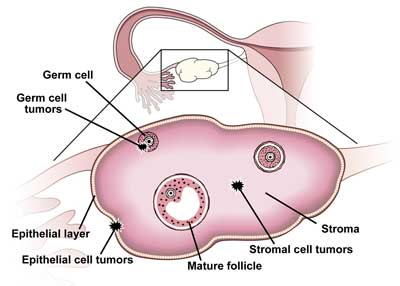 Germ cell
Germ cell
tumors
Epithelial layer
Epithelial cell tumors
Mature follicle
Stromal cell tumors
Stroma